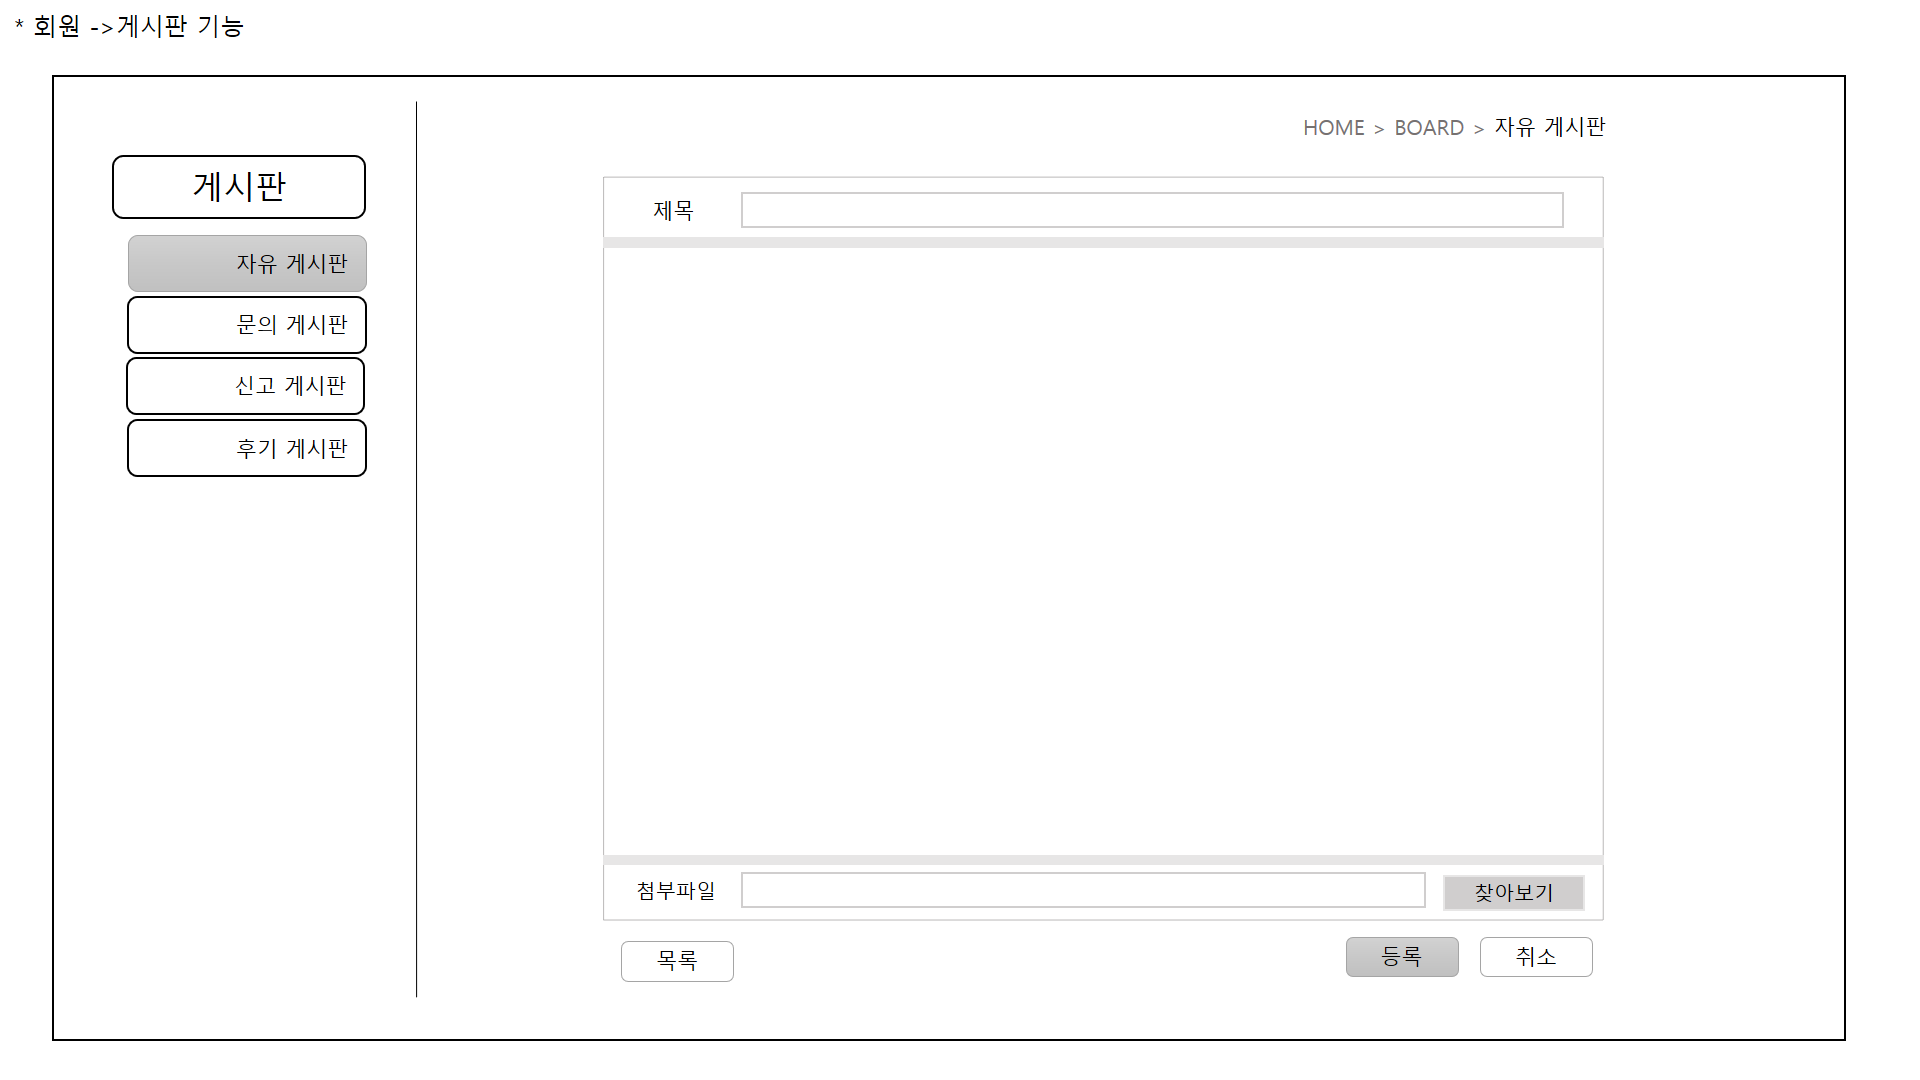 * 회원 ->게시판 기능
HOME > BOARD > 자유 게시판
게시판
자유 게시판
문의 게시판
신고 게시판
후기 게시판
제목
첨부파일
찾아보기
목록
등록
취소